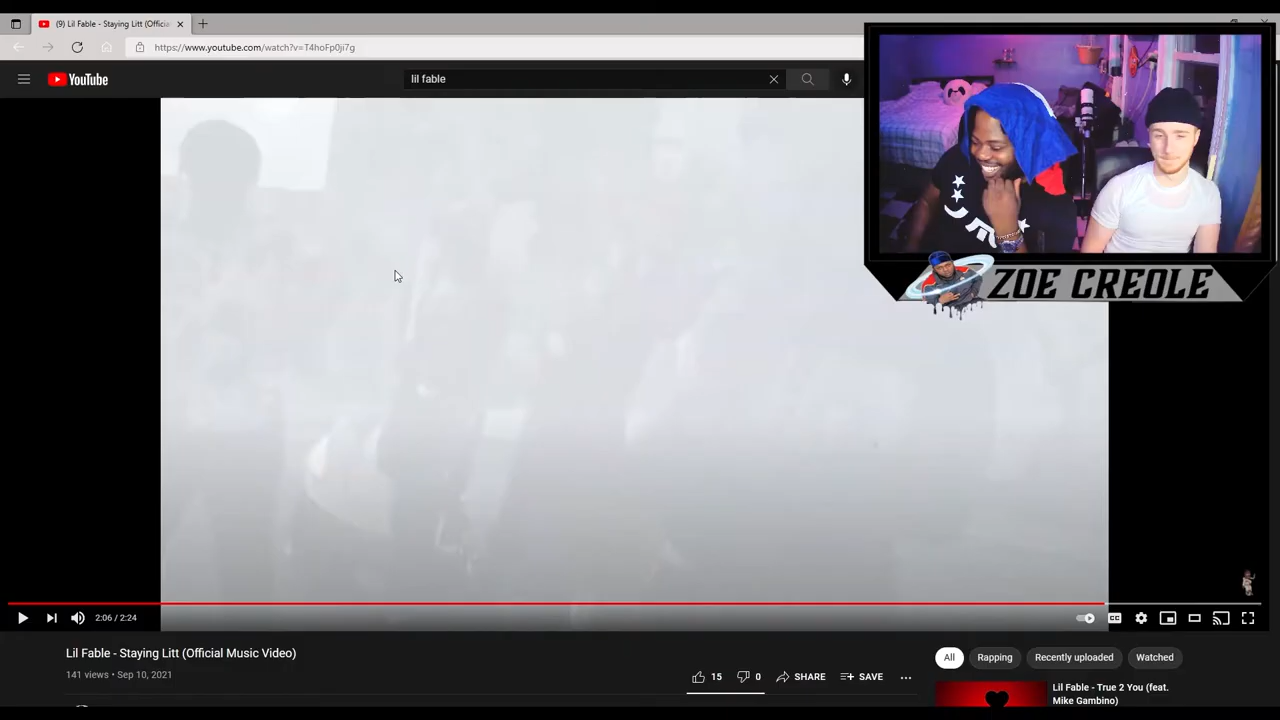 (9) Lil Fable - Staying Litt (Officia
https://www.youtube.com/watch?v=T4hoFp0ji7g
YouTube
lil fable
ZOE CREOLE
2:06 / 2:24
CC
Lil Fable - Staying Litt (Official Music Video)
141 views • Sep 10, 2021
15
0
SHARE
SAVE
All
Rapping
Recently uploaded
Watched
Lil Fable - True 2 You (feat.
Mike Gambino)